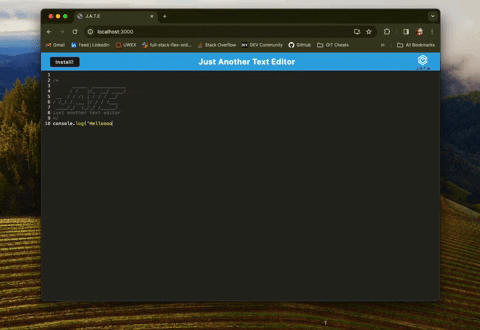 J.A.T.E
localhost:3000
Gmail
Feed | LinkedIn
UWEX
full-stack-flex-onl...
Stack Overflow
DEV Community
GitHub
GIT Cheats
All Bookmarks
Install!
Just Another Text Editor
J.A.T.E
1
2 /*
3
4
5
6
7
8 just another text editor
9 */
10 console.log("Helloooo